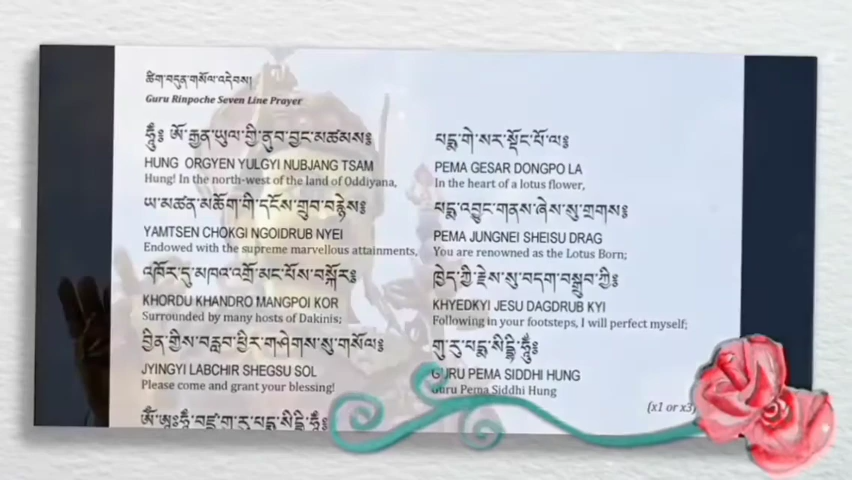 ཚིག་བདུན་གསོལ་འདེབས།
Guru Rinpoche Seven Line Prayer
ཧཱུྃ༔ ཨོ་རྒྱན་ཡུལ་གྱི་ནུབ་བྱང་མཚམས༔
HUNG ORGYEN YULGYI NUBJANG TSAM
Hung! In the north-west of the land of Oddiyana,
ཡ་མཚན་མཆོག་གི་དངོས་གྲུབ་བརྙེས༔
YAMTSEN CHOKGI NGOIDRUB NYEI
Endowed with the supreme marvellous attainments,
འཁོར་དུ་མཁའ་འགྲོ་མང་པོས་བསྐོར༔
KHORDU KHANDRO MANGPOI KOR
Surrounded by many hosts of Dakinis;
བྱིན་གྱིས་བརླབ་ཕྱིར་གཤེགས་སུ་གསོལ༔
JYINGYI LABCHIR SHEGSU SOL
Please come and grant your blessing!
ཨོཾ་ཨཱཿཧཱུྃ་བཛྲ་གུ་རུ་པདྨ་སིདྡྷི་ཧཱུྃ༔
པདྨ་གེ་སར་སྡོང་པོ་ལ༔
PEMA GESAR DONGPO LA
In the heart of a lotus flower,
པདྨ་འབྱུང་གནས་ཞེས་སུ་གྲགས༔
PEMA JUNGNEI SHEISU DRAG
You are renowned as the Lotus Born;
ཁྱེད་ཀྱི་རྗེས་སུ་བདག་བསྒྲུབ་ཀྱི༔
KHYEDKYI JESU DAGDRUB KYI
Following in your footsteps, I will perfect myself;
གུ་རུ་པདྨ་སིདྡྷི་ཧཱུྃ༔
GURU PEMA SIDDHI HUNG
Guru Pema Siddhi Hung
(x1 or x3)